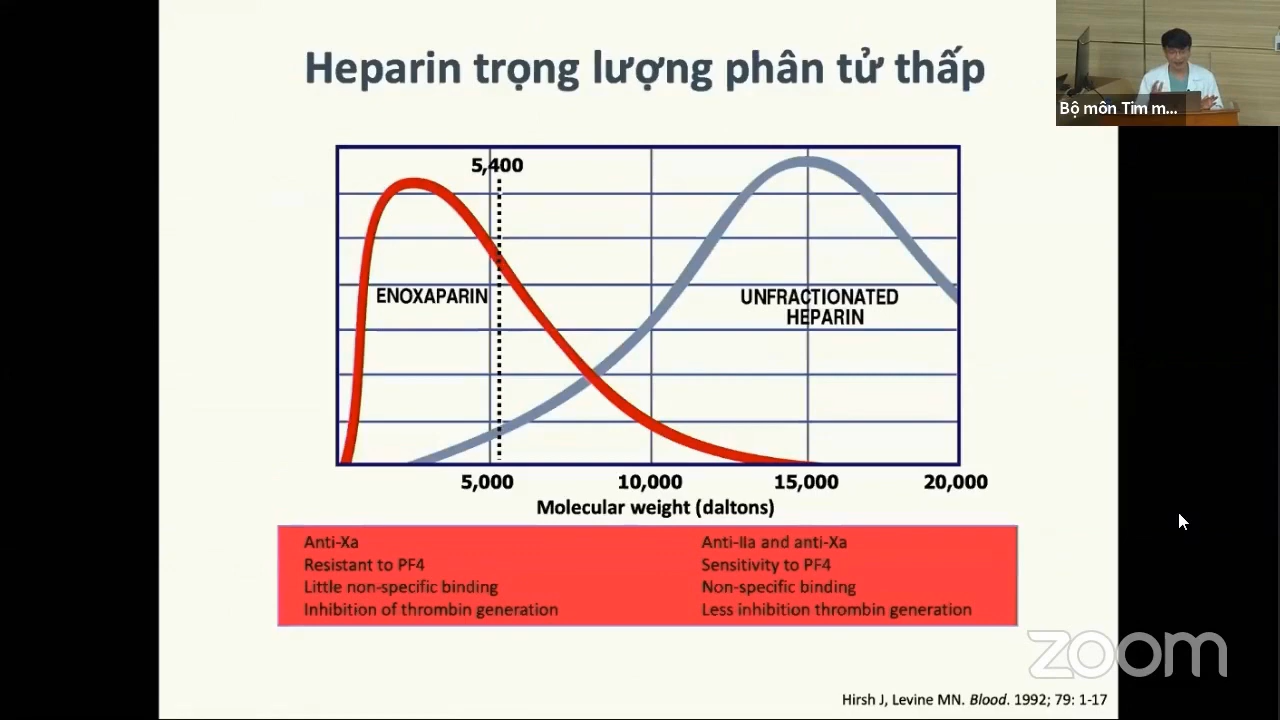 Heparin trọng lượng phân tử thấp
Bộ môn Tim m...
5,400
ENOXAPARIN
UNFRACTIONATED
HEPARIN
5,000 10,000 15,000 20,000
Molecular weight (daltons)
Anti-Xa
Resistant to PF4
Little non-specific binding
Inhibition of thrombin generation
Anti-IIa and anti-Xa
Sensitivity to PF4
Non-specific binding
Less inhibition thrombin generation
zoom
Hirsh J, Levine MN. Blood. 1992; 79: 1-17